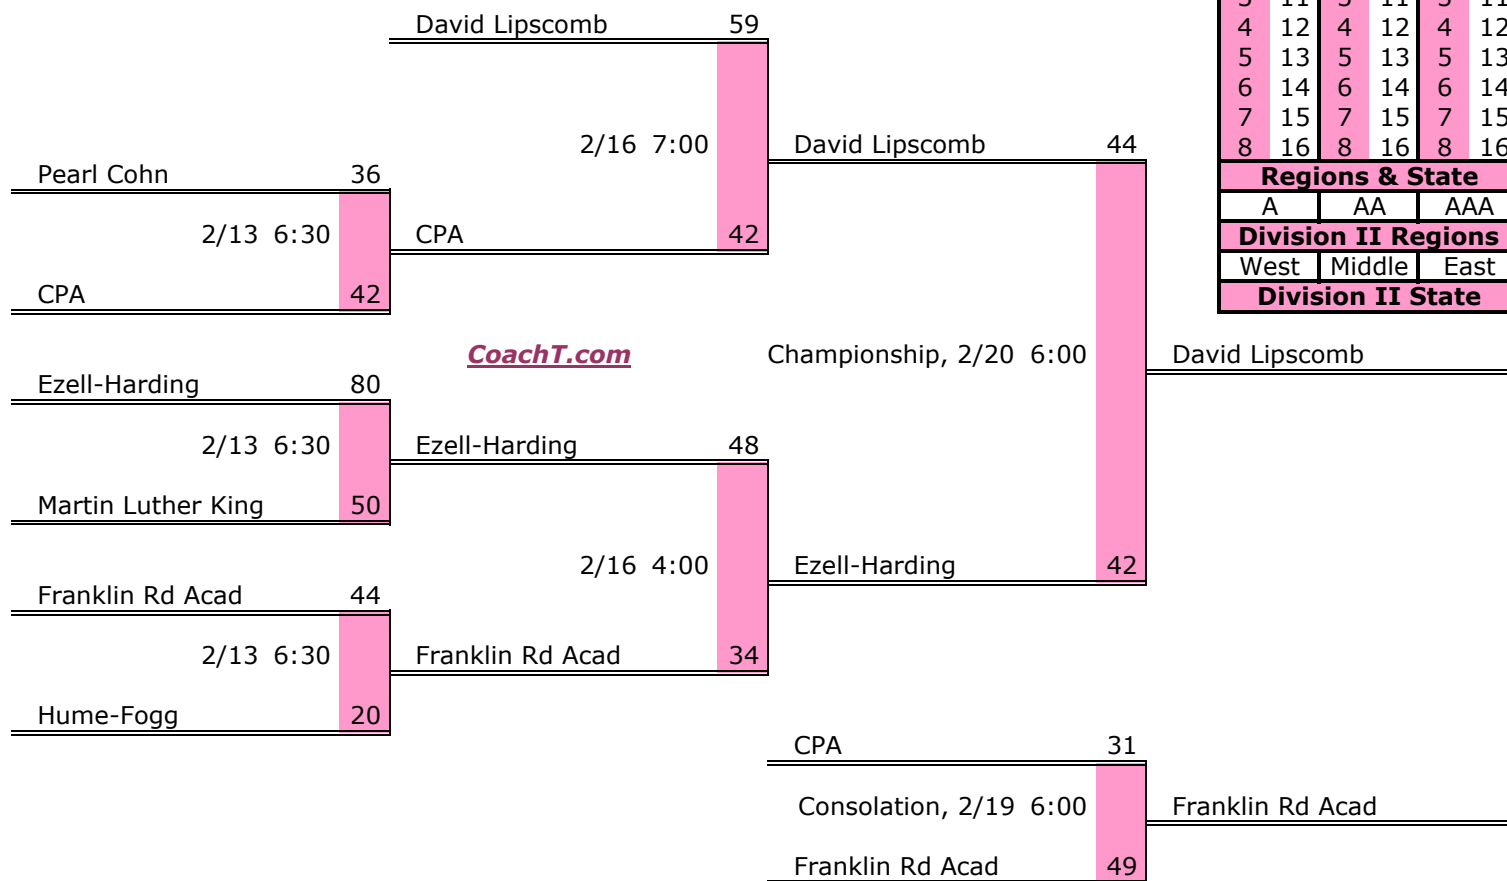 David Lipscomb 59
3 11 3 11 3 11
4 12 4 12 4 12
5 13 5 13 5 13
6 14 6 14 6 14
7 15 7 15 7 15
8 16 8 16 8 16
2/16 7:00
David Lipscomb 44
Pearl Cohn 36
Regions & State
A AA AAA
2/13 6:30
CPA 42
Division II Regions
West Middle East
CPA 42
Division II State
CoachT.com
Championship, 2/20 6:00
David Lipscomb
Ezell-Harding 80
2/13 6:30
Ezell-Harding 48
Martin Luther King 50
2/16 4:00
Ezell-Harding 42
Franklin Rd Acad 44
2/13 6:30
Franklin Rd Acad 34
Hume-Fogg 20
CPA 31
Consolation, 2/19 6:00
Franklin Rd Acad
Franklin Rd Acad 49